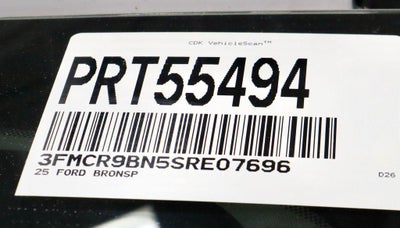 CDK VehicleScan™
PRT55494
3FMCR9BN5SRE07696
25 FORD BRONSP
D26